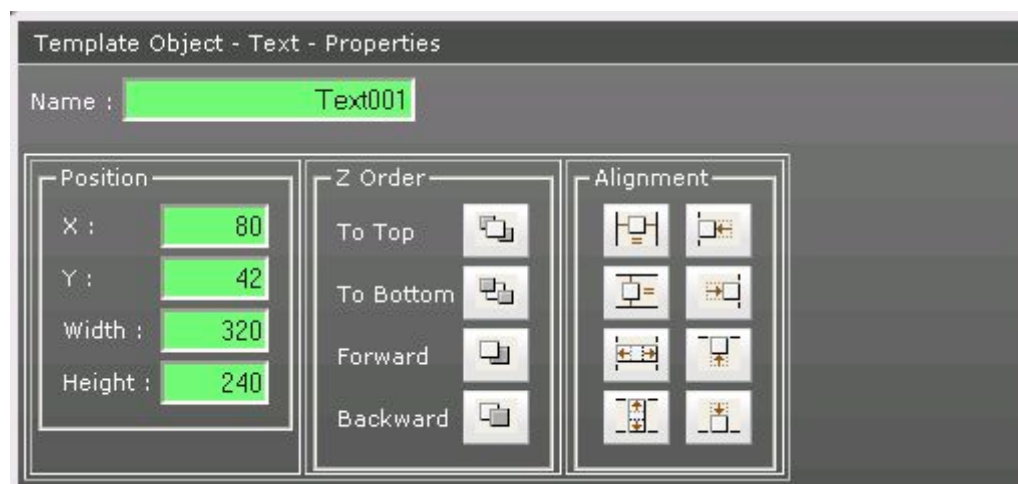 Template Object - Text - Properties
Name : Text001
Position
X : 80
Y : 42
Width : 320
Height : 240
Z Order
To Top
To Bottom
Forward
Backward
Alignment